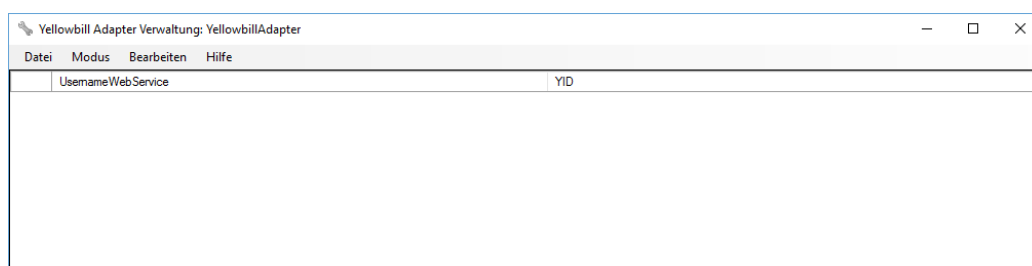 Yellowbill Adapter Verwaltung: YellowbillAdapter
Datei Modus Bearbeiten Hilfe
UsernameWebService YID